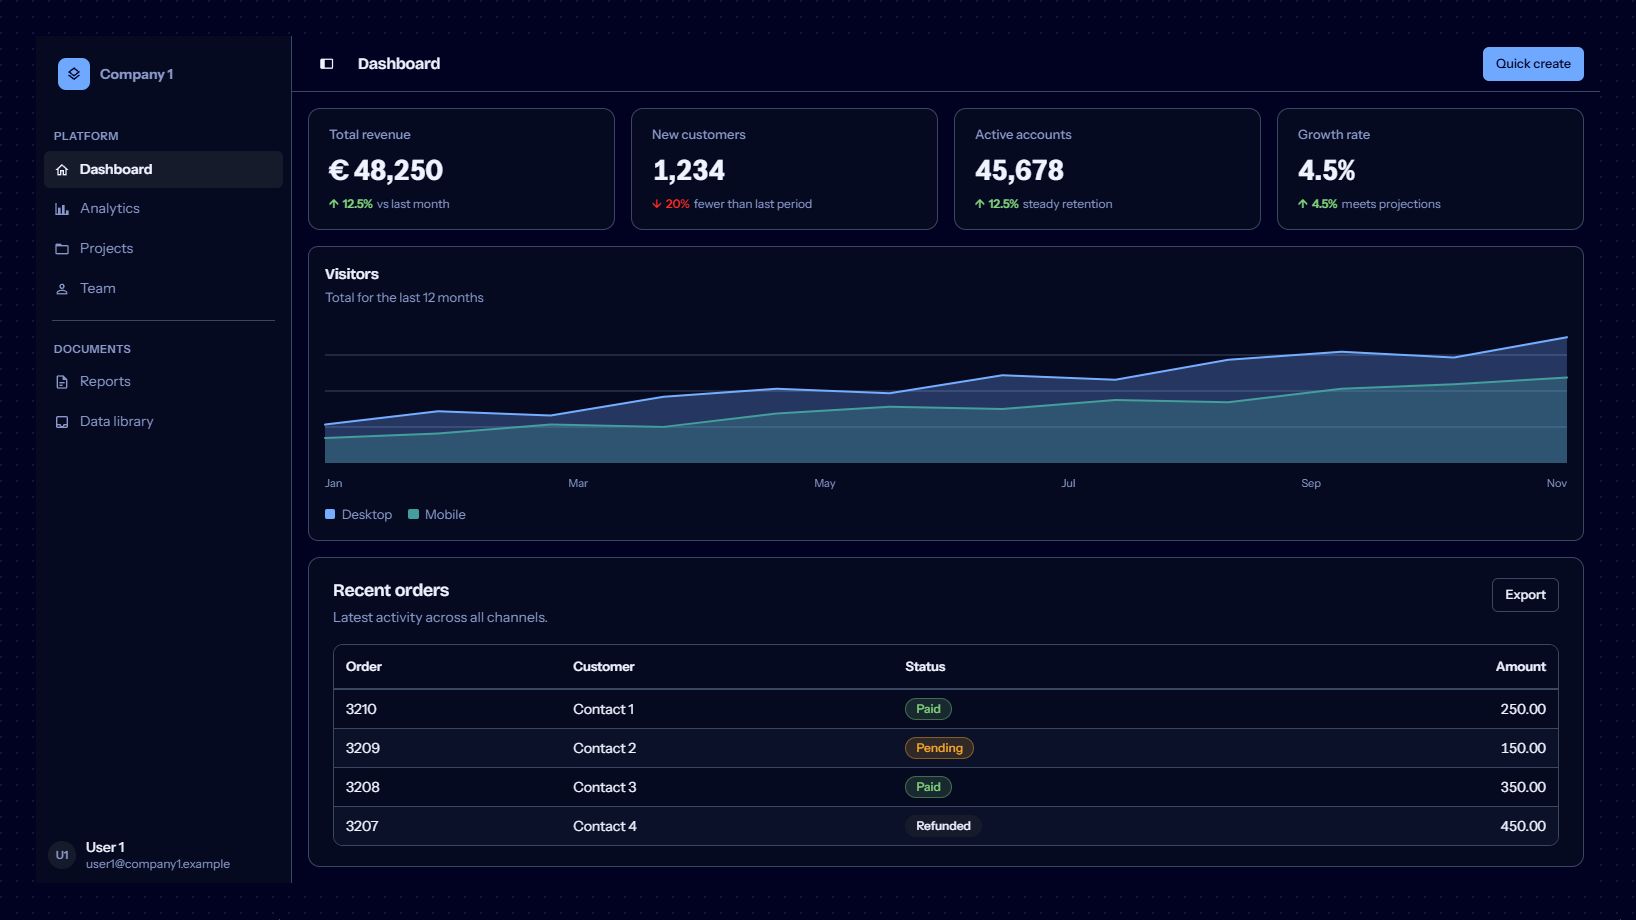 Company 1
PLATFORM
Dashboard
Analytics
Projects
Team
DOCUMENTS
Reports
Data library
U1
User 1
user1@company1.example
Dashboard
Quick create
Total revenue
€ 48,250
↑ 12.5% vs last month
New customers
1,234
↓ 20% fewer than last period
Active accounts
45,678
↑ 12.5% steady retention
Growth rate
4.5%
↑ 4.5% meets projections
Visitors
Total for the last 12 months
Jan Mar May Jul Sep Nov
Desktop Mobile
Recent orders
Latest activity across all channels.
Export
Order Customer Status Amount
3210 Contact 1 Paid 250.00
3209 Contact 2 Pending 150.00
3208 Contact 3 Paid 350.00
3207 Contact 4 Refunded 450.00